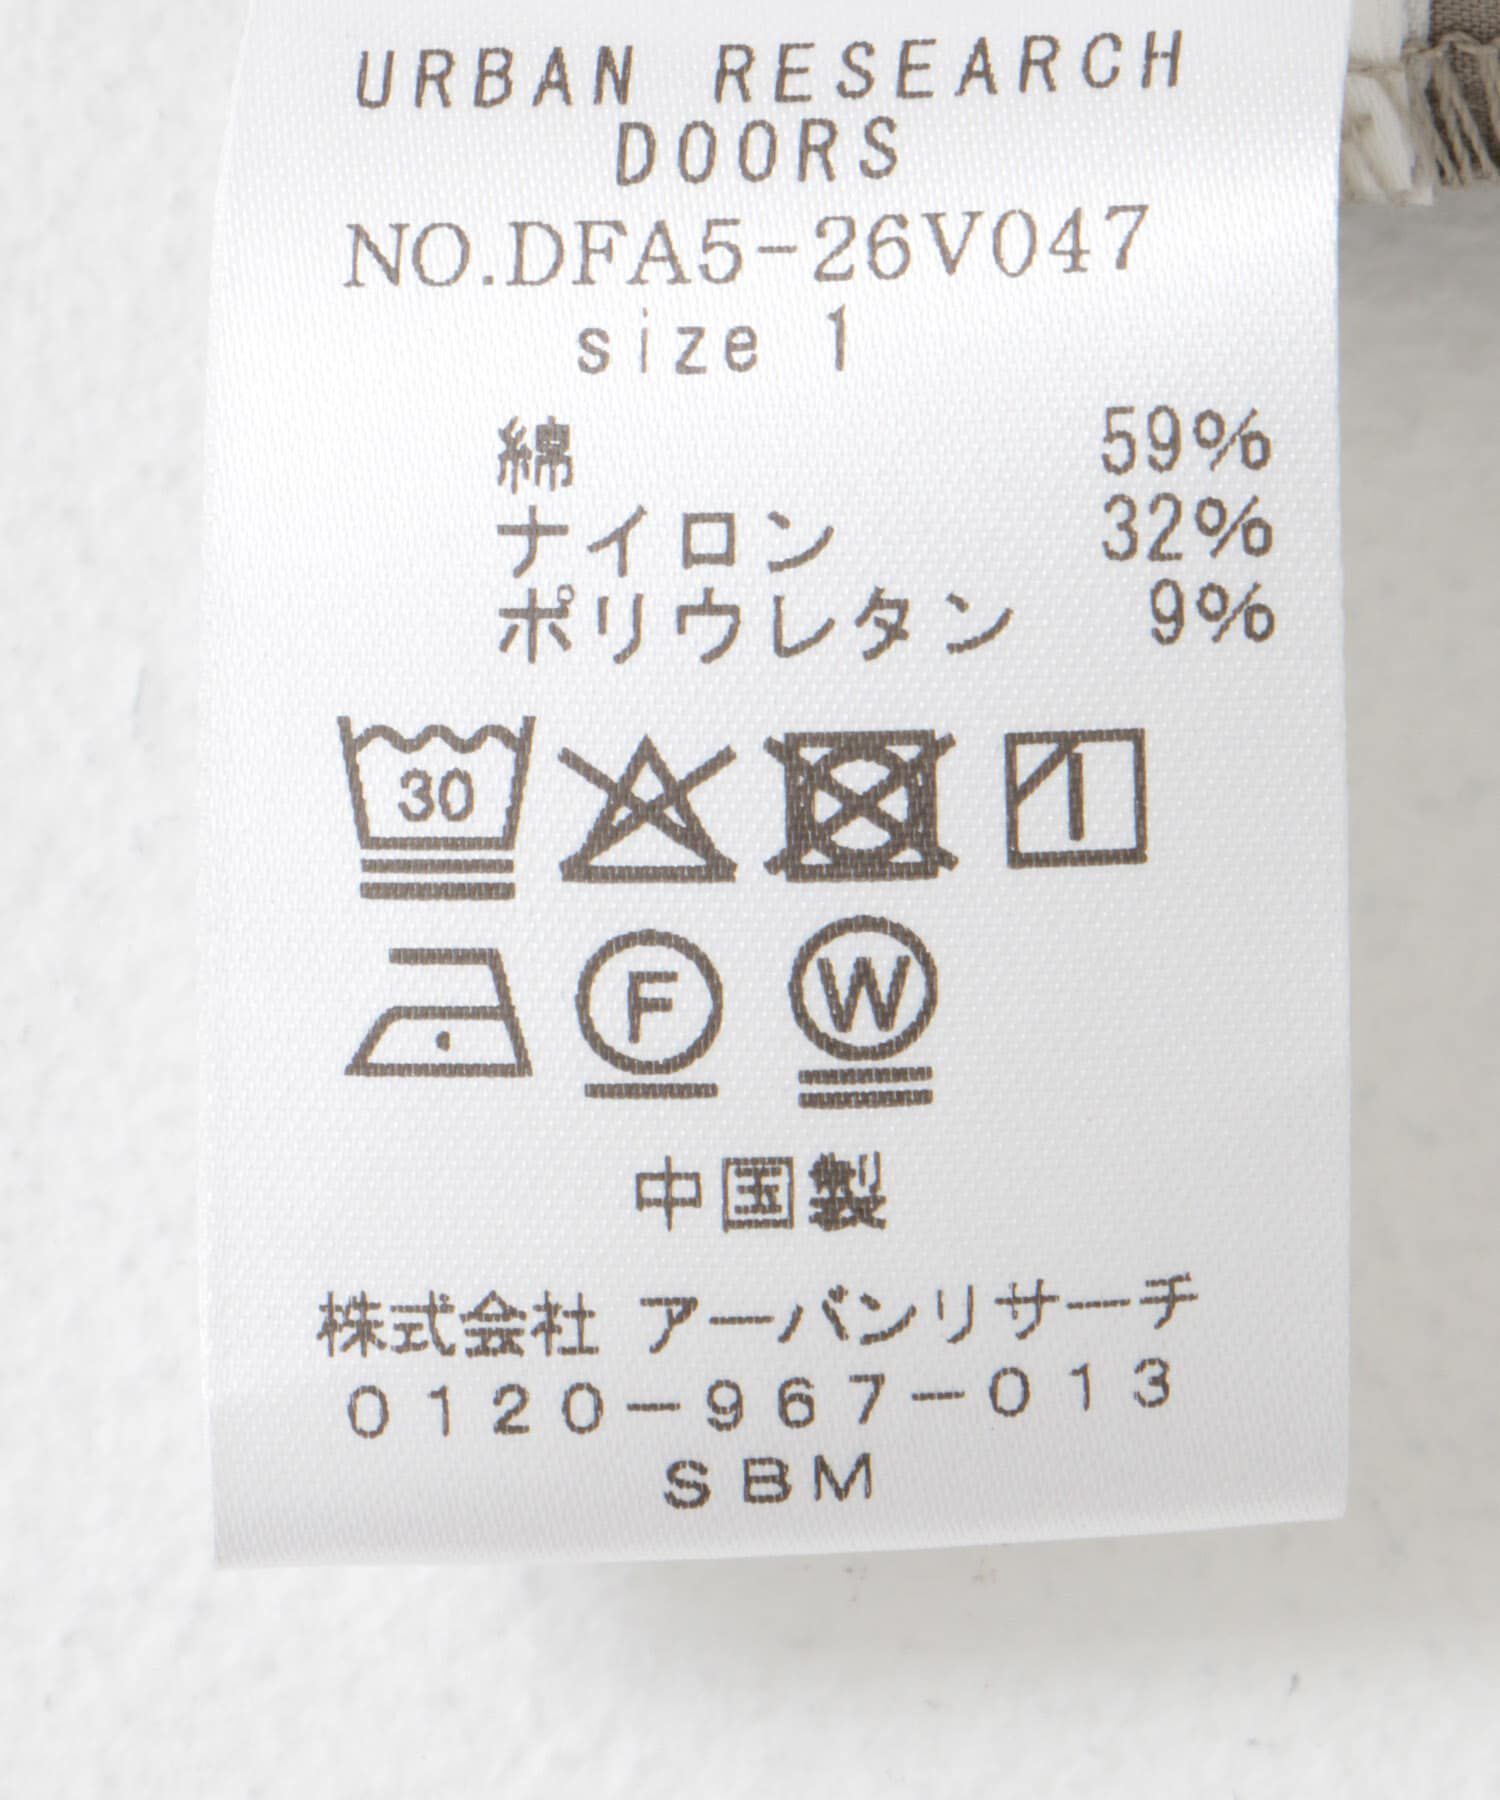 URBAN RESEARCH
DOORS
NO.DFA5-26V047
size 1
綿 59%
ナイロン 32%
ポリウレタン 9%
30
F W
中国製
株式会社 アーバンリサーチ
0120-967-013
SBM